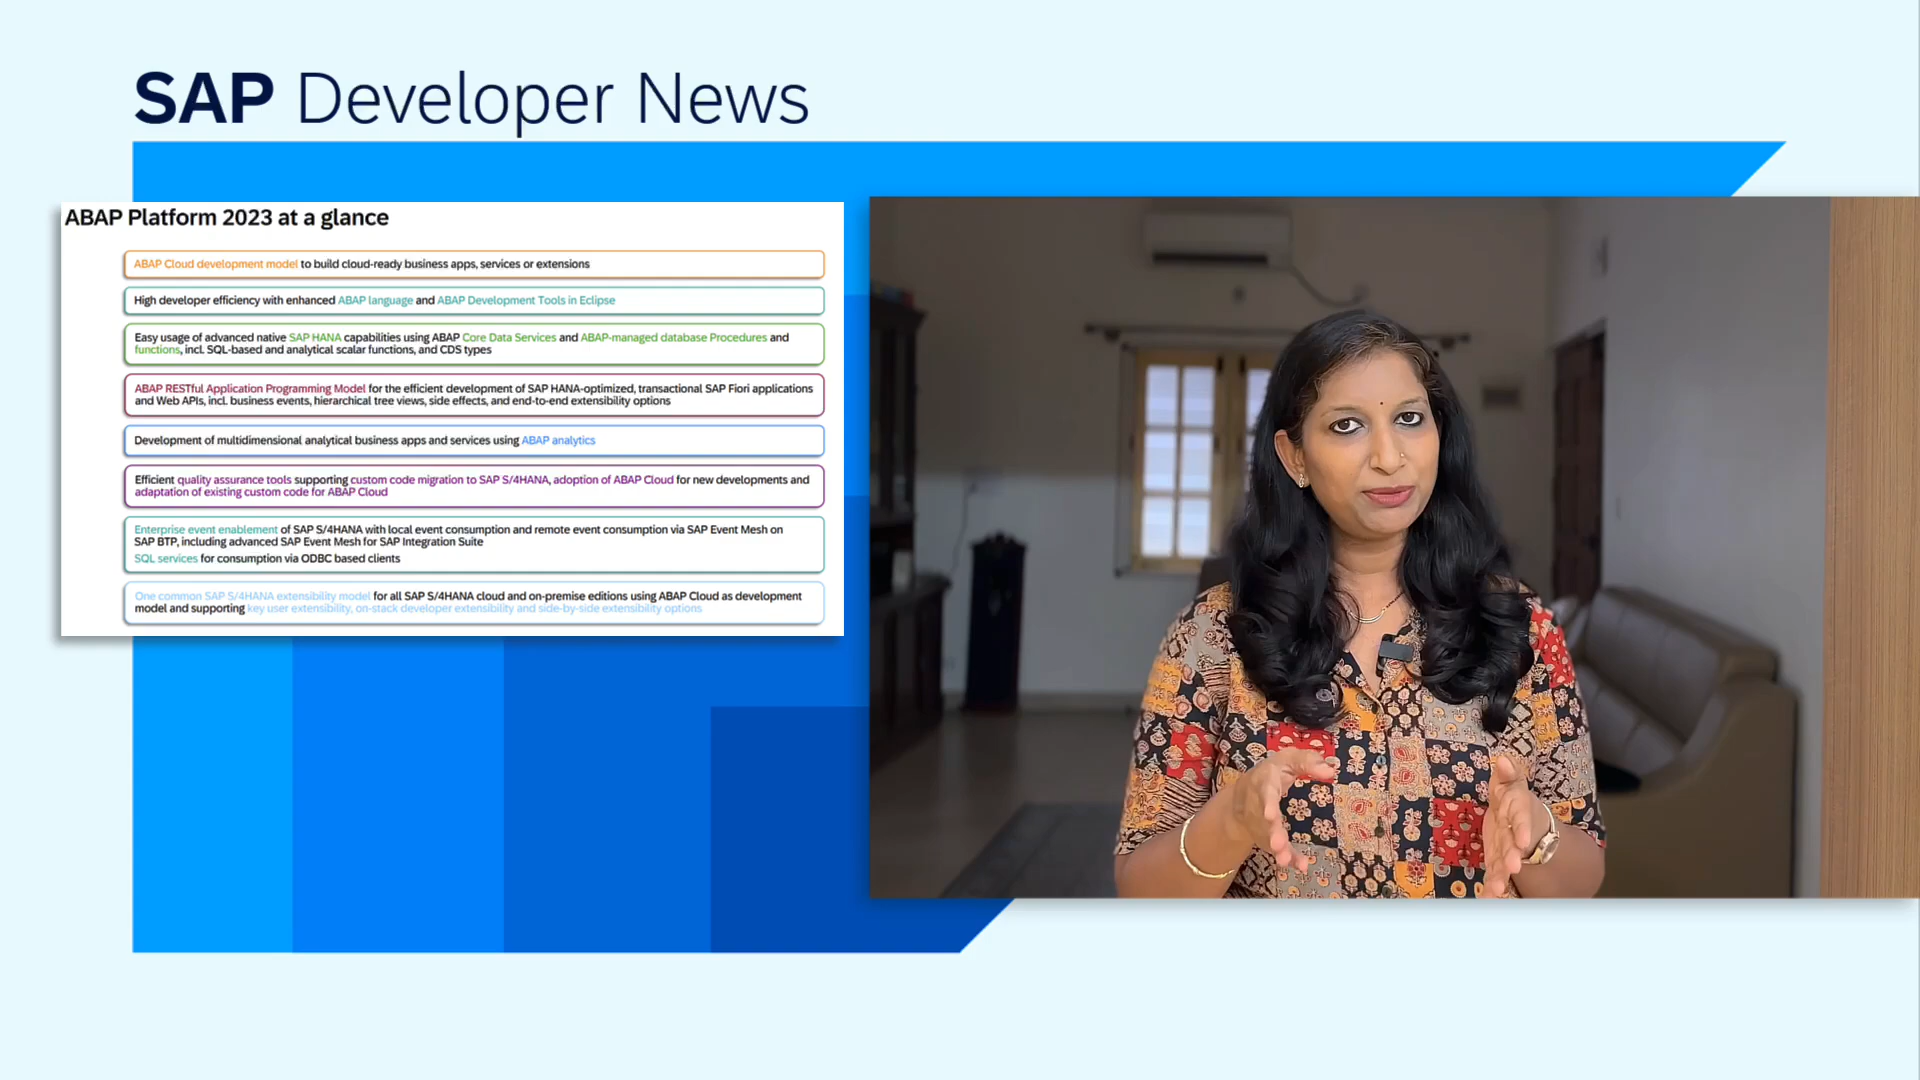 SAP Developer News
ABAP Platform 2023 at a glance
ABAP Cloud development model to build cloud-ready business apps, services or extensions
High developer efficiency with enhanced ABAP language and ABAP Development Tools in Eclipse
Easy usage of advanced native SAP HANA capabilities using ABAP Core Data Services and ABAP-managed database Procedures and
functions, incl. SQL-based and analytical scalar functions, and CDS types
ABAP RESTful Application Programming Model for the efficient development of SAP HANA-optimized, transactional SAP Fiori applications
and Web APIs, incl. business events, hierarchical tree views, side effects, and end-to-end extensibility options
Development of multidimensional analytical business apps and services using ABAP analytics
Efficient quality assurance tools supporting custom code migration to SAP S/4HANA, adoption of ABAP Cloud for new developments and
adaptation of existing custom code for ABAP Cloud
Enterprise event enablement of SAP S/4HANA with local event consumption and remote event consumption via SAP Event Mesh on
SAP BTP, including advanced SAP Event Mesh for SAP Integration Suite
SQL services for consumption via ODBC based clients
One common SAP S/4HANA extensibility model for all SAP S/4HANA cloud and on-premise editions using ABAP Cloud as development
model and supporting key user extensibility, on-stack developer extensibility and side-by-side extensibility options